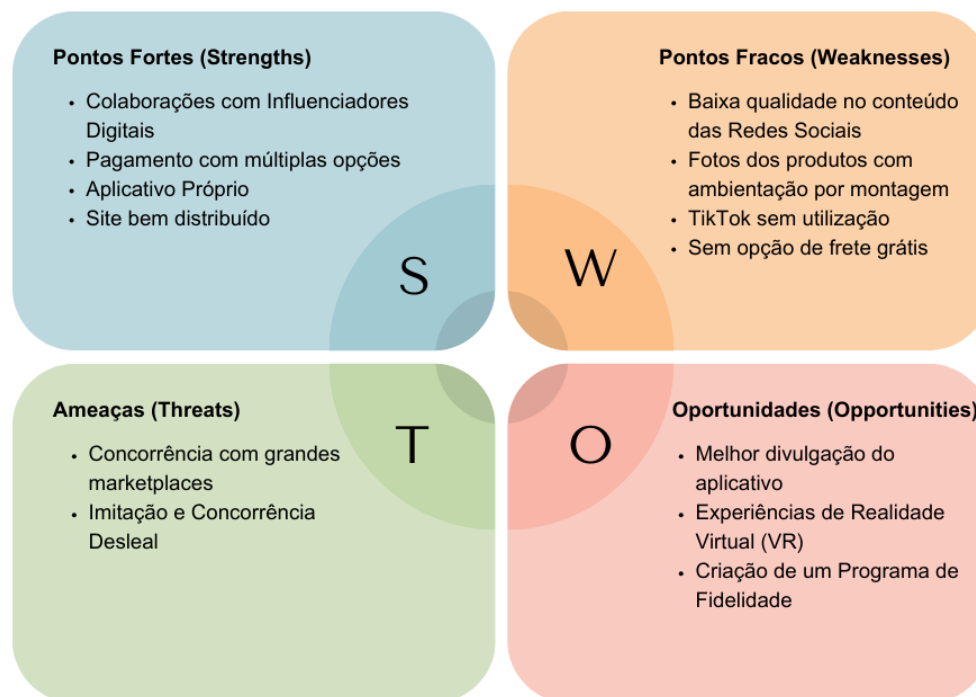 Pontos Fortes (Strengths)
• Colaborações com Influenciadores
Digitais
• Pagamento com múltiplas opções
• Aplicativo Próprio
• Site bem distribuído
S
Pontos Fracos (Weaknesses)
• Baixa qualidade no conteúdo
das Redes Sociais
• Fotos dos produtos com
ambientação por montagem
• TikTok sem utilização
• Sem opção de frete grátis
W
Ameaças (Threats)
• Concorrência com grandes
marketplaces
• Imitação e Concorrência
Desleal
T
Oportunidades (Opportunities)
• Melhor divulgação do
aplicativo
• Experiências de Realidade
Virtual (VR)
• Criação de um Programa de
Fidelidade
O